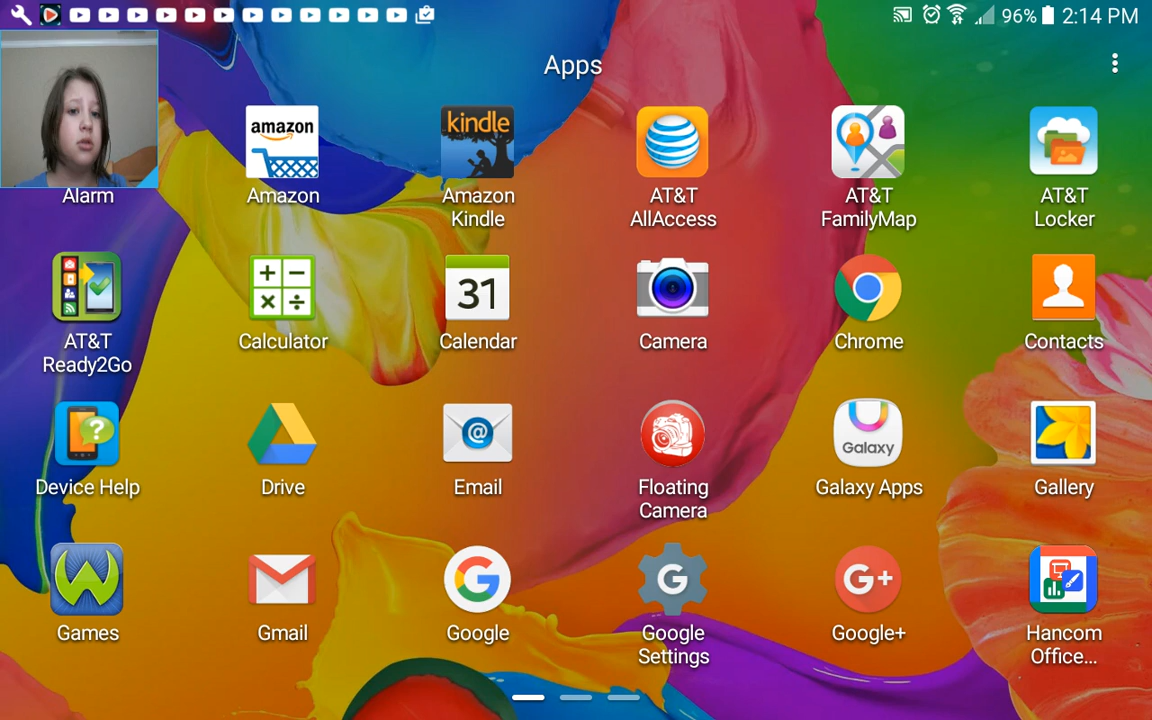 96% 2:14 PM
Apps
amazon
kindle
Alarm
Amazon
Amazon
Kindle
AT&T
AllAccess
AT&T
FamilyMap
AT&T
Locker
31
AT&T
Ready2Go
Calculator
Calendar
Camera
Chrome
Contacts
Galaxy
Device Help
Drive
Email
Floating
Camera
Galaxy Apps
Gallery
G
G
G+
Games
Gmail
Google
Google
Settings
Google+
Hancom
Office...